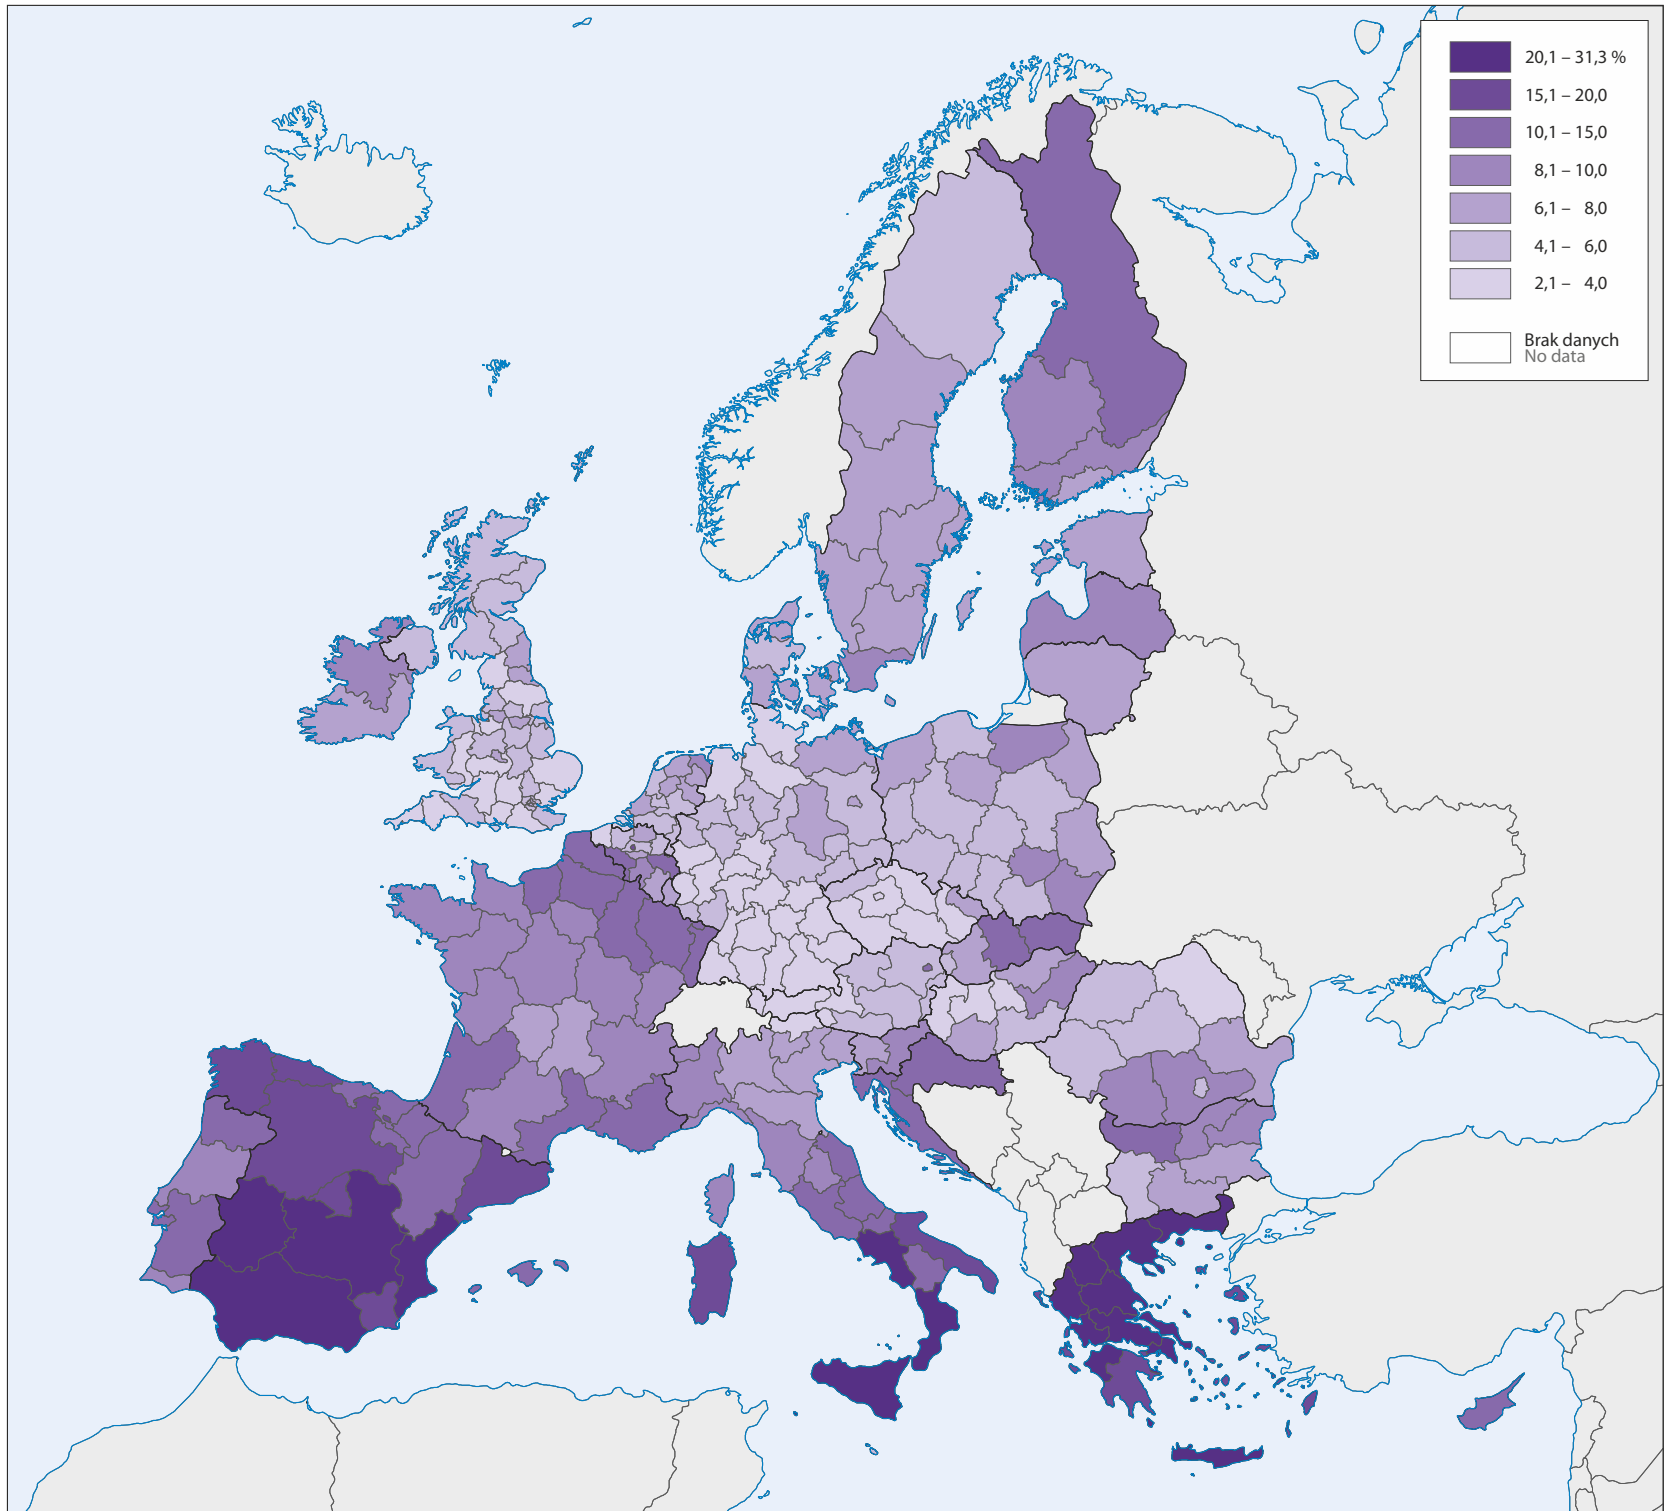 20,1 – 31,3 %
15,1 – 20,0
10,1 – 15,0
8,1 – 10,0
6,1 – 8,0
4,1 – 6,0
2,1 – 4,0
Brak danych
No data